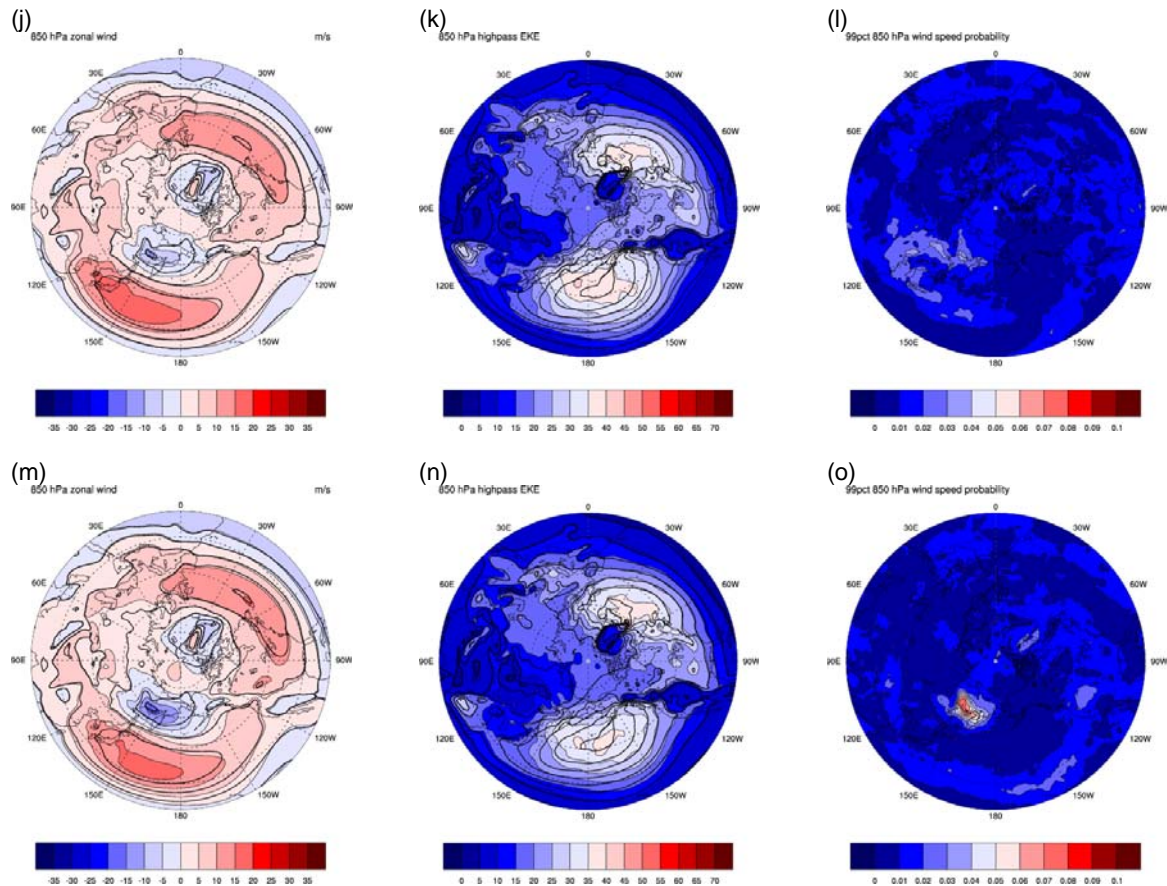 (j) (k) (l)
850 hPa zonal wind m/s 850 hPa highpass EKE 99pct 850 hPa wind speed probability
0 0 0
30E 30W 30E 30W 30E 30W
60E 60W 60E 60W 60E 60W
90E 90W 90E 90W 90E 90W
120E 120W 120E 120W 120E 120W
150E 150W 150E 150W 150E 150W
180 180 180
-35 -30 -25 -20 -15 -10 -5 0 5 10 15 20 25 30 35 0 5 10 15 20 25 30 35 40 45 50 55 60 65 70 0 0.01 0.02 0.03 0.04 0.05 0.06 0.07 0.08 0.09 0.1
(m) (n) (o)
850 hPa zonal wind m/s 850 hPa highpass EKE 99pct 850 hPa wind speed probability
0 0 0
30E 30W 30E 30W 30E 30W
60E 60W 60E 60W 60E 60W
90E 90W 90E 90W 90E 90W
120E 120W 120E 120W 120E 120W
150E 150W 150E 150W 150E 150W
180 180 180
-35 -30 -25 -20 -15 -10 -5 0 5 10 15 20 25 30 35 0 5 10 15 20 25 30 35 40 45 50 55 60 65 70 0 0.01 0.02 0.03 0.04 0.05 0.06 0.07 0.08 0.09 0.1